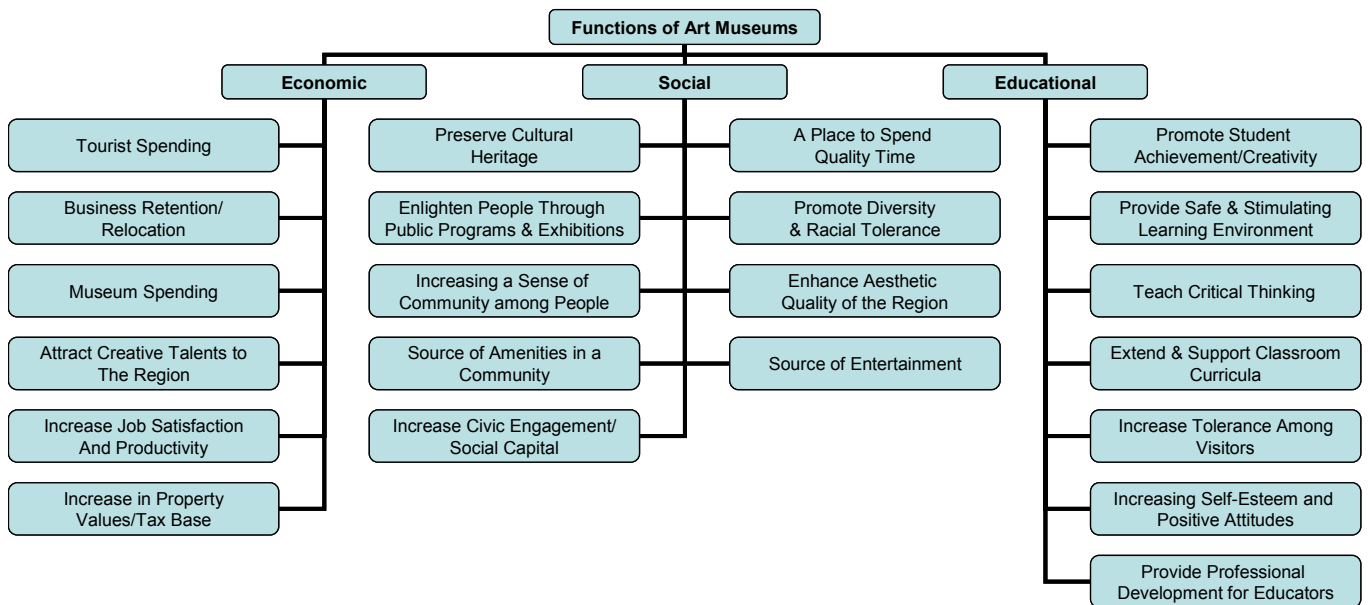 Functions of Art Museums
Economic
Tourist Spending
Business Retention/
Relocation
Museum Spending
Attract Creative Talents to
The Region
Increase Job Satisfaction
And Productivity
Increase in Property
Values/Tax Base
Social
Preserve Cultural
Heritage
Enlighten People Through
Public Programs & Exhibitions
Increasing a Sense of
Community among People
Source of Amenities in a
Community
Increase Civic Engagement/
Social Capital
A Place to Spend
Quality Time
Promote Diversity
& Racial Tolerance
Enhance Aesthetic
Quality of the Region
Source of Entertainment
Educational
Promote Student
Achievement/Creativity
Provide Safe & Stimulating
Learning Environment
Teach Critical Thinking
Extend & Support Classroom
Curricula
Increase Tolerance Among
Visitors
Increasing Self-Esteem and
Positive Attitudes
Provide Professional
Development for Educators